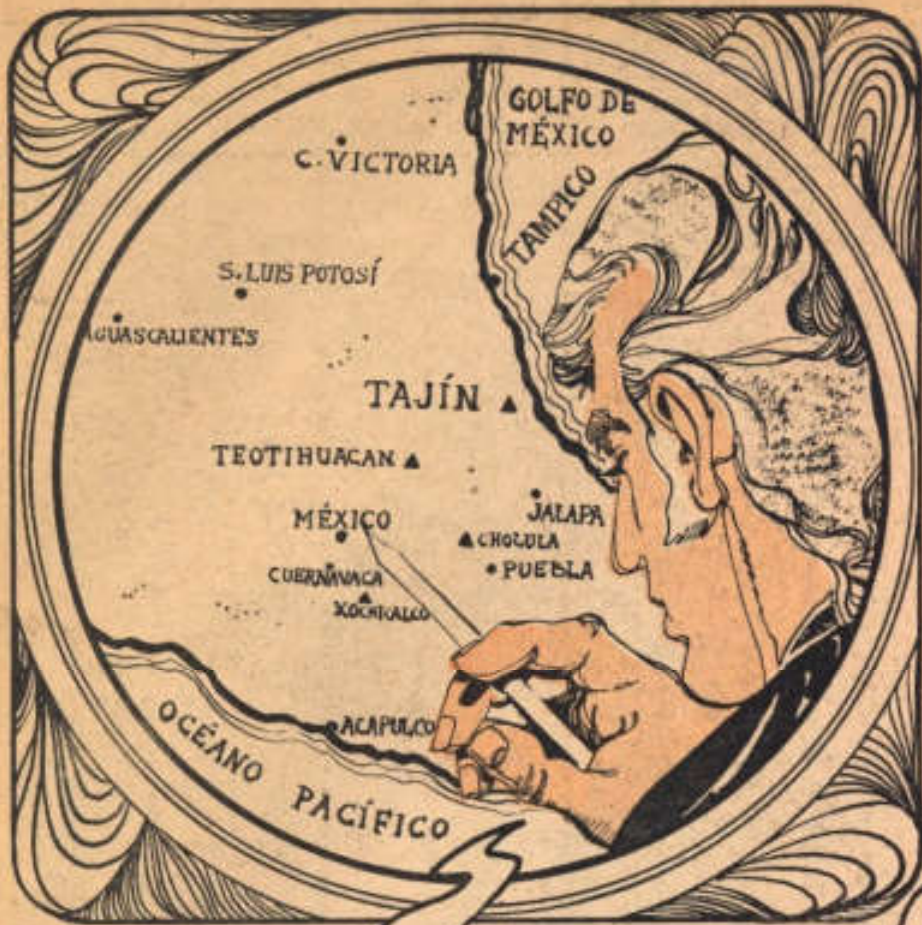 GOLFO DE
MÉXICO
C. VICTORIA
TAMPICO
S. LUIS POTOSÍ
AGUASCALIENTES
TAJÍN
TEOTIHUACAN
MÉXICO
JALAPA
CHOLULA
PUEBLA
CUERNAVACA
XOCHICALCO
ACAPULCO
OCÉANO PACÍFICO